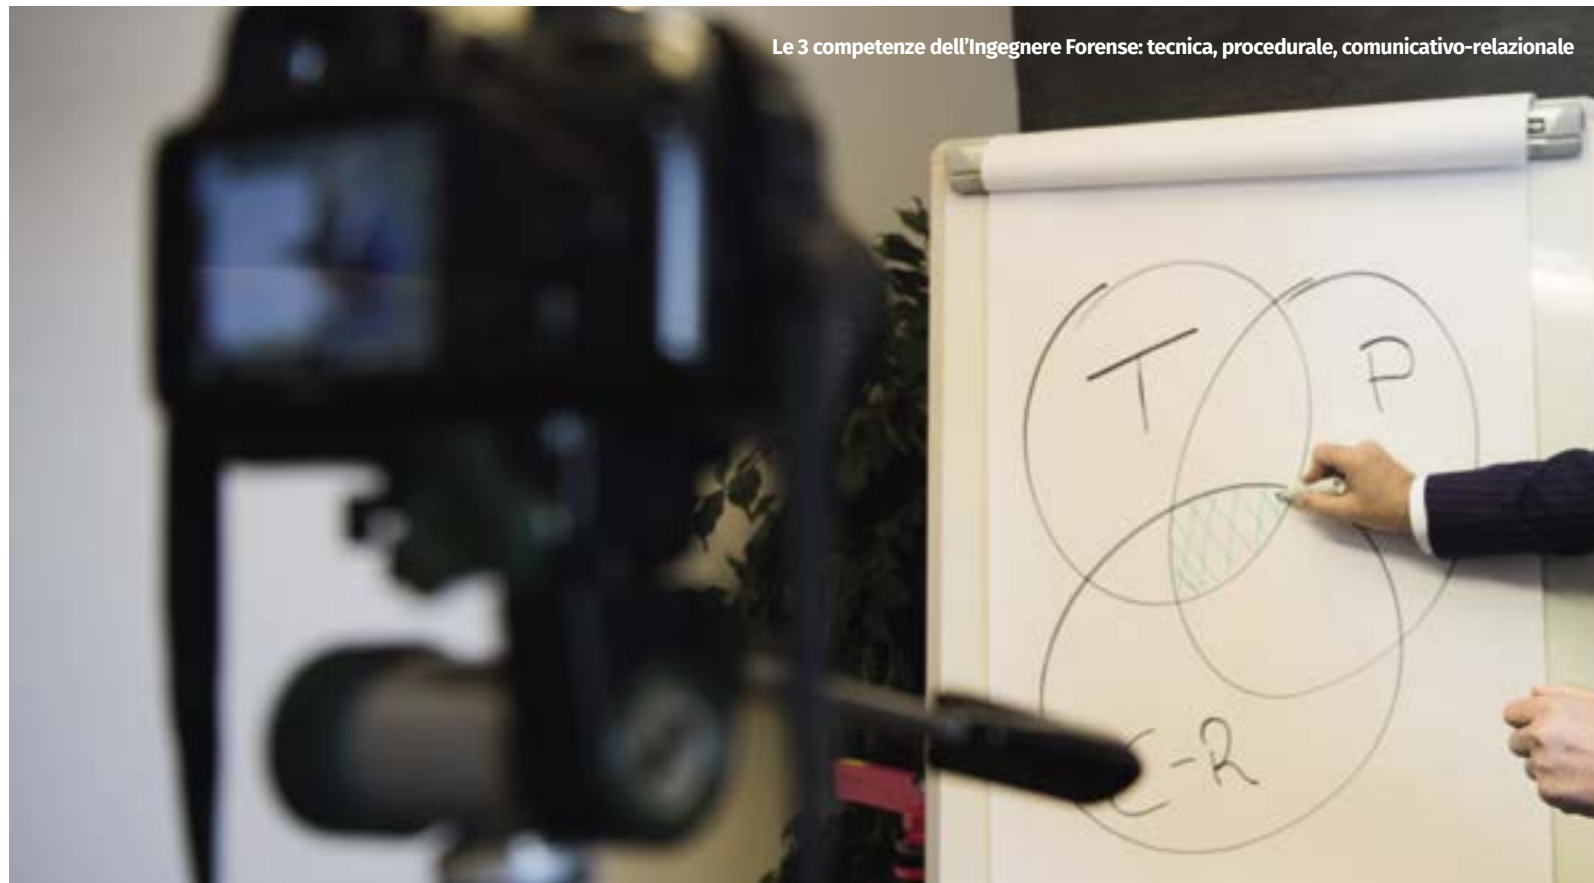 Le 3 competenze dell'Ingegnere Forense: tecnica, procedurale, comunicativo-relazionale
T
P
C-R